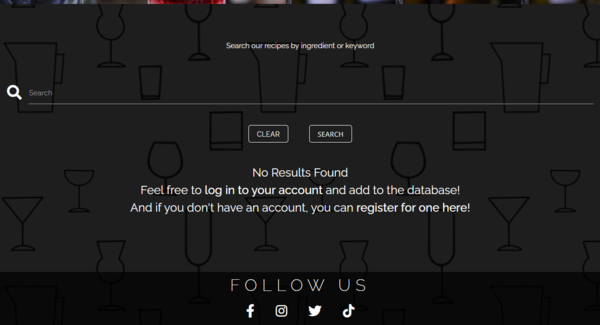 Search our recipes by ingredient or keyword
Search
CLEAR SEARCH
No Results Found
Feel free to log in to your account and add to the database!
And if you don't have an account, you can register for one here!
FOLLOW US